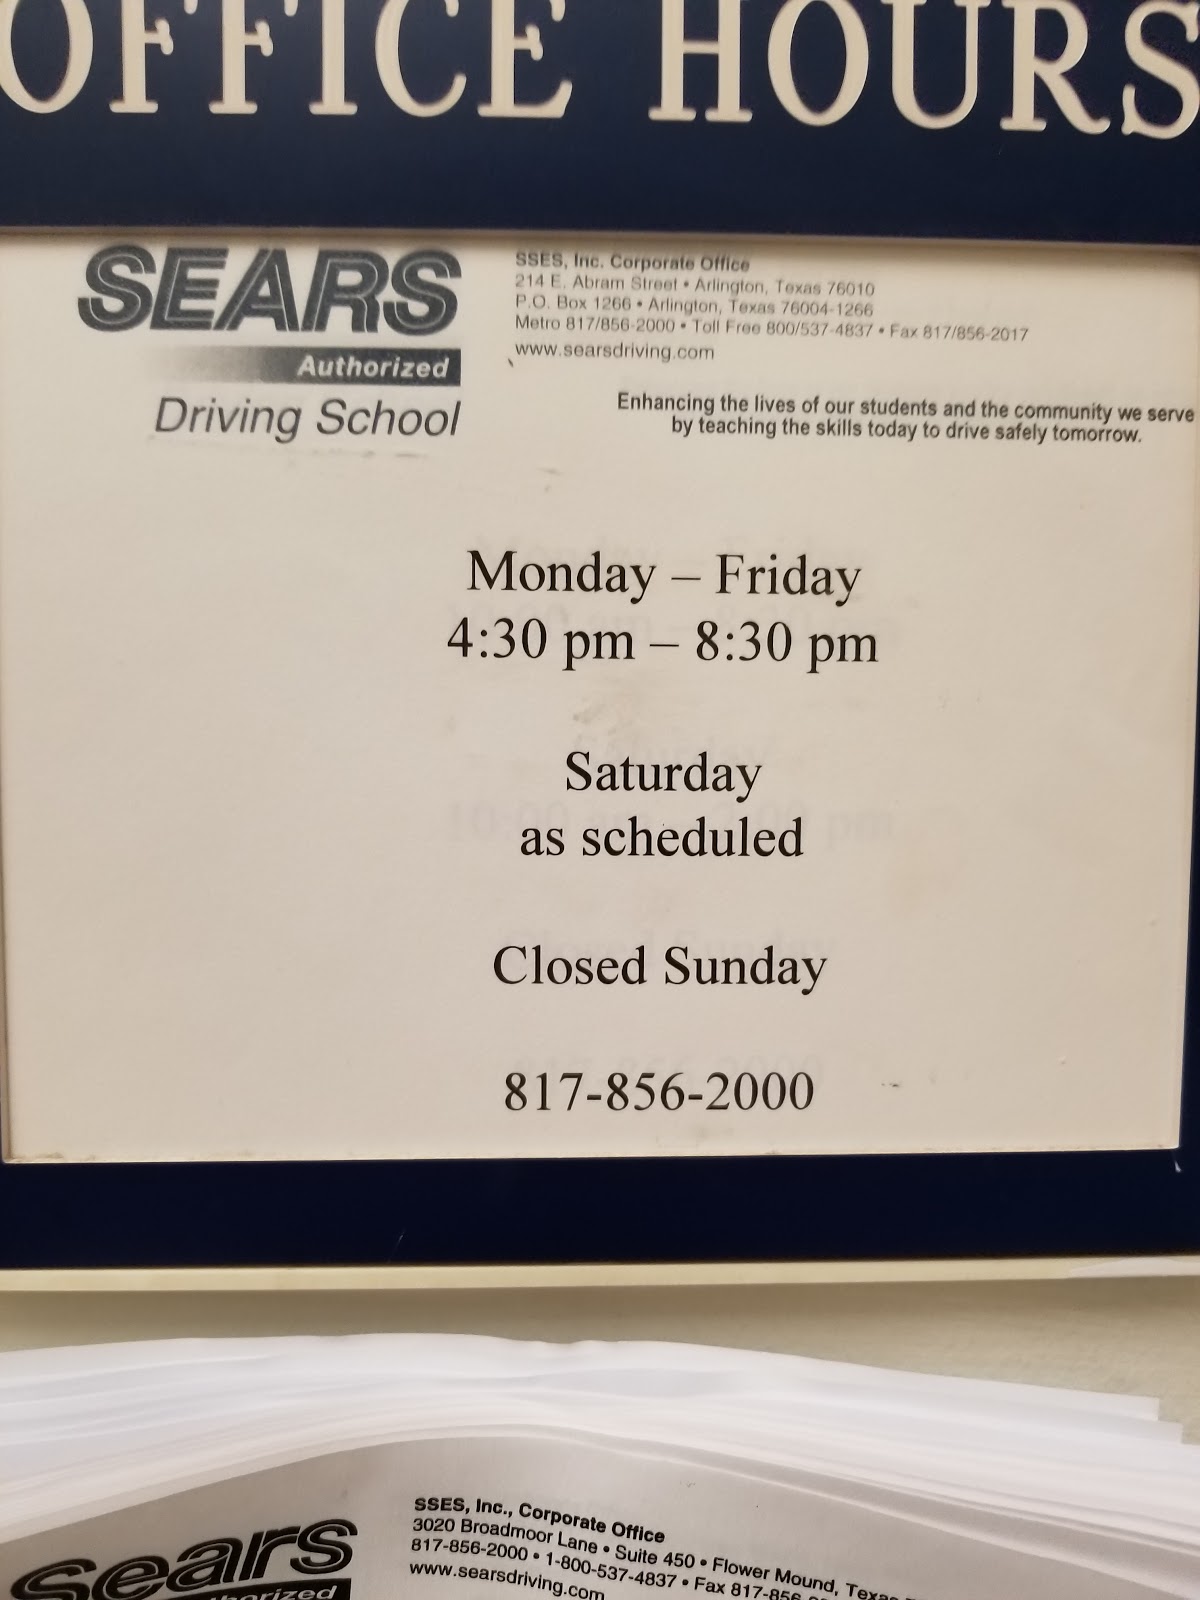 OFFICE HOURS
SEARS
Authorized
Driving School
SSES, Inc. Corporate Office
214 E. Abram Street • Arlington, Texas 76010
P.O. Box 1266 • Arlington, Texas 76004-1266
Metro 817/856-2000 • Toll Free 800/537-4837 • Fax 817/856-2017
www.searsdriving.com
Enhancing the lives of our students and the community we serve
by teaching the skills today to drive safely tomorrow.
Monday – Friday
4:30 pm – 8:30 pm
Saturday
as scheduled
Closed Sunday
817-856-2000
sears
SSES, Inc., Corporate Office
3020 Broadmoor Lane • Suite 450 • Flower Mound, Texas
817-856-2000 • 1-800-537-4837 • Fax 817-856
www.searsdriving.com